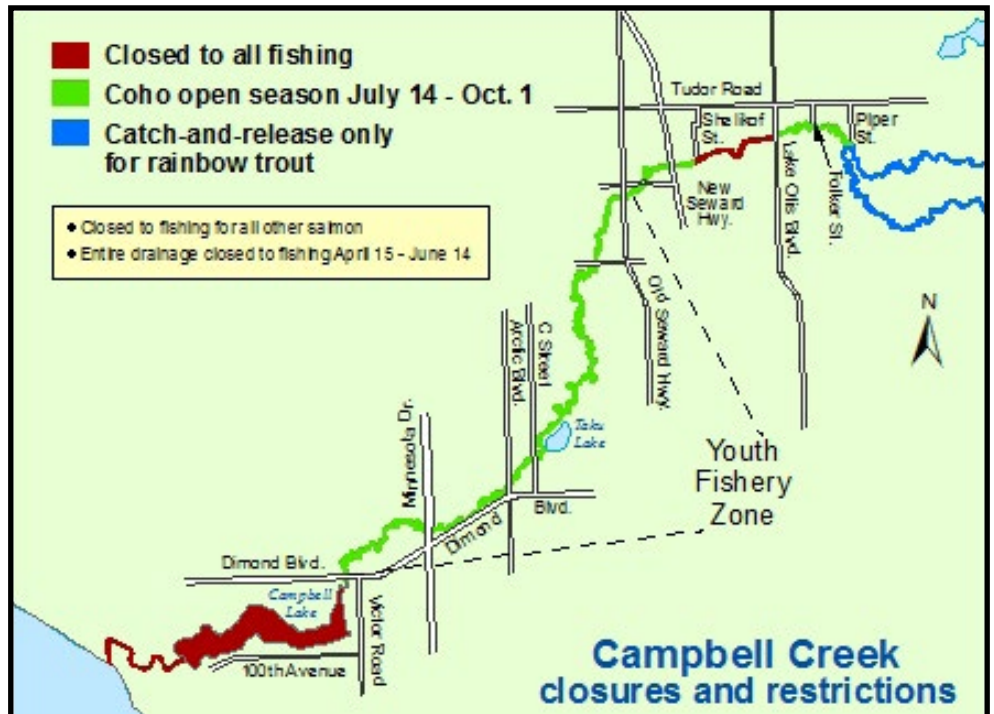 Closed to all fishing
Coho open season July 14 - Oct. 1
Catch-and-release only
for rainbow trout
• Closed to fishing for all other salmon
• Entire drainage closed to fishing April 15 - June 14
Tudor Road
Shelikof
St.
Piper
St.
Lake Otis Blvd.
Tolker St.
New
Seward
Hwy.
Old Seward Hwy.
N
Arctic Blvd.
C Street
Taku
Lake
Minnesota Dr.
Youth
Fishery
Zone
Dimond
Blvd.
Dimond Blvd.
Campbell
Lake
Victor Road
100th Avenue
Campbell Creek
closures and restrictions